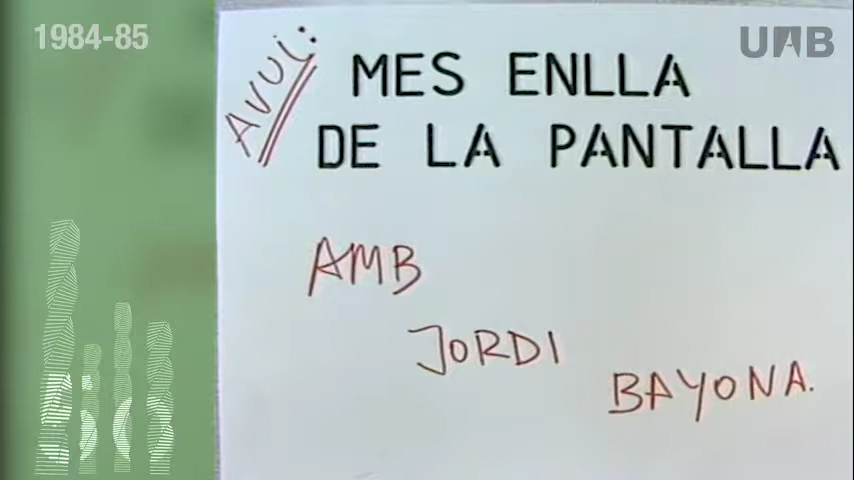 1984-85
UAB
AVUI:
MES ENLLA
DE LA PANTALLA
AMB
JORDI
BAYONA.